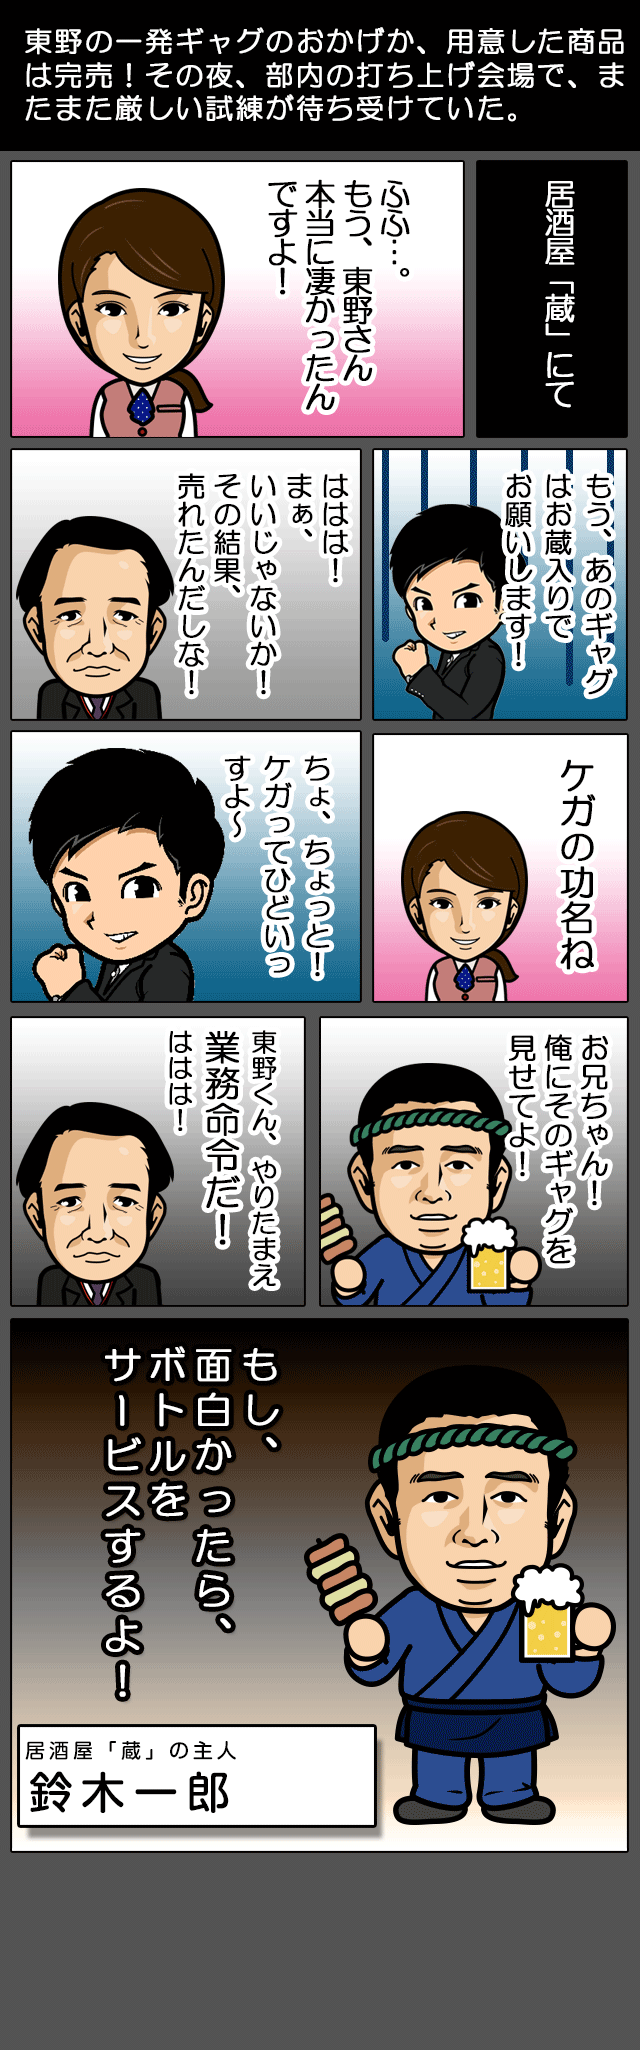 東野の一発ギャグのおかげか、用意した商品
は完売！その夜、部内の打ち上げ会場で、ま
たまた厳しい試練が待ち受けていた。
居酒屋「蔵」にて
ふふ…。
もう、東野さん
本当に凄かったん
ですよ！
もう、あのギャグ
はお蔵入りで
お願いします！
ははは！
まぁ、
いいじゃないか！
その結果、
売れたんだしな！
ケガの功名ね
ちょ、ちょっと！
ケガってひどいっ
すよ～
お兄ちゃん！
俺にそのギャグを
見せてよ！
東野くん、やりたまえ
業務命令だ！
ははは！
もし、
面白かったら、
ボトルを
サービスするよ！
居酒屋「蔵」の主人
鈴木一郎